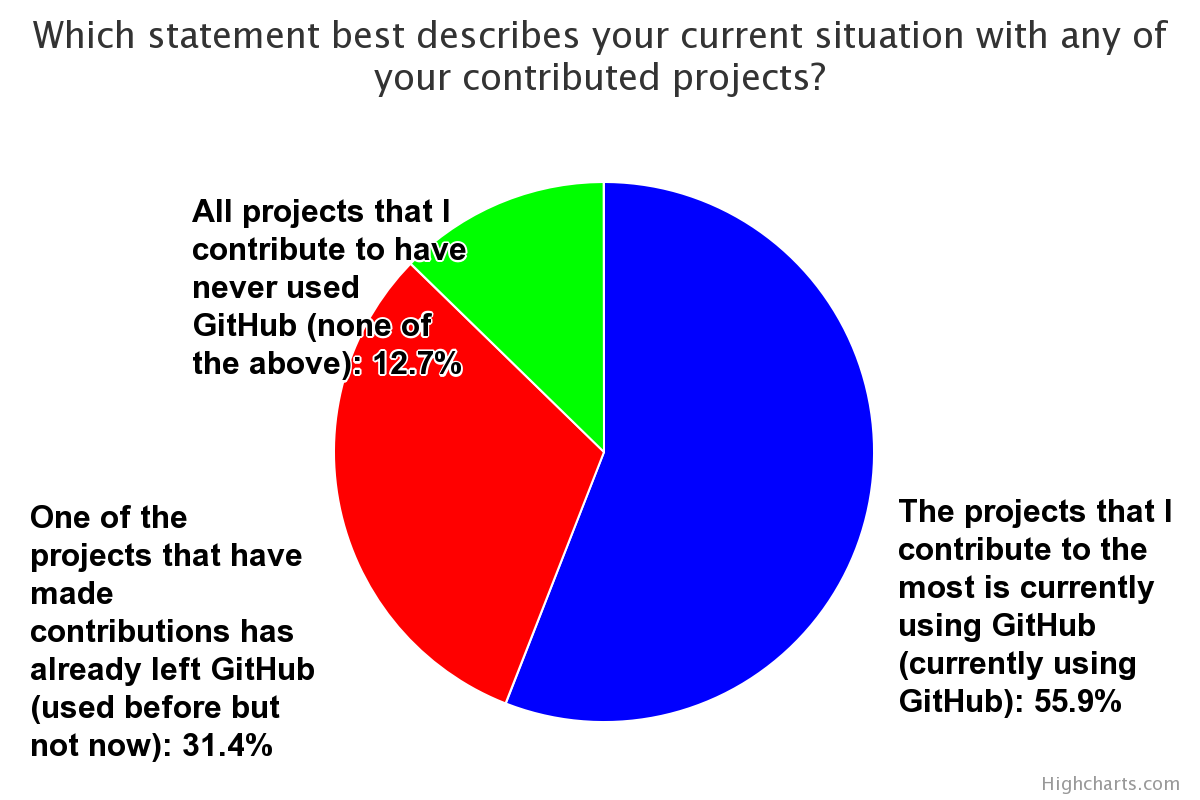 Which statement best describes your current situation with any of
your contributed projects?
All projects that I
contribute to have
never used
GitHub (none of
the above): 12.7%
One of the
projects that have
made
contributions has
already left GitHub
(used before but
not now): 31.4%
The projects that I
contribute to the
most is currently
using GitHub
(currently using
GitHub): 55.9%
Highcharts.com